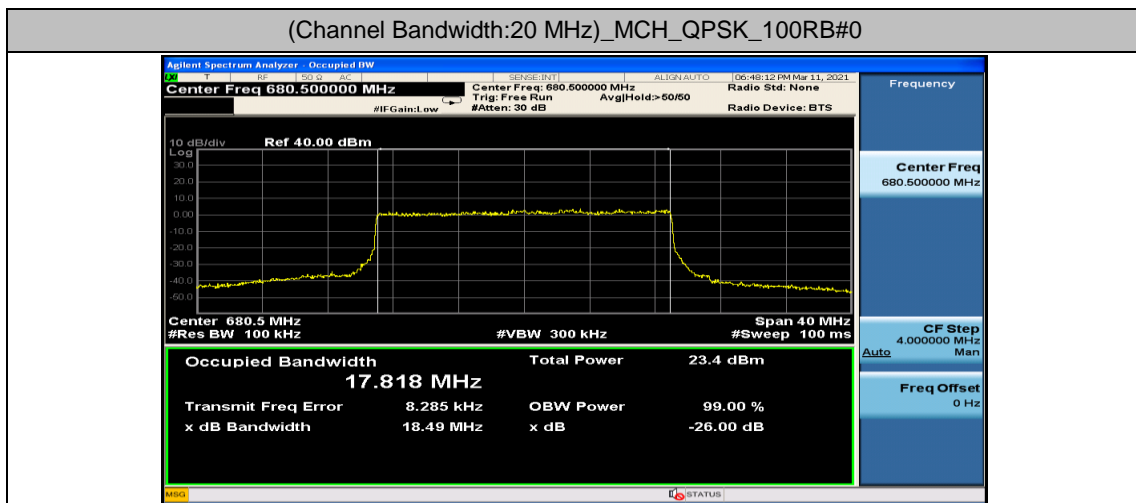 (Channel Bandwidth:20 MHz)_MCH_QPSK_100RB#0
Agilent Spectrum Analyzer - Occupied BW
LXI T RF 50 Ω AC SENSE:INT ALIGN AUTO 06:48:12 PM Mar 11, 2021
Center Freq 680.500000 MHz Center Freq: 680.500000 MHz Radio Std: None
Trig: Free Run Avg|Hold:>50/50
#IFGain:Low #Atten: 30 dB Radio Device: BTS
Frequency
10 dB/div Ref 40.00 dBm
Log
30.0
20.0
10.0
0.00
-10.0
-20.0
-30.0
-40.0
-50.0
Center Freq
680.500000 MHz
Center 680.5 MHz Span 40 MHz
#Res BW 100 kHz #VBW 300 kHz #Sweep 100 ms
CF Step
4.000000 MHz
Auto Man
Occupied Bandwidth Total Power 23.4 dBm
17.818 MHz
Transmit Freq Error 8.285 kHz OBW Power 99.00 %
x dB Bandwidth 18.49 MHz x dB -26.00 dB
Freq Offset
0 Hz
MSG STATUS